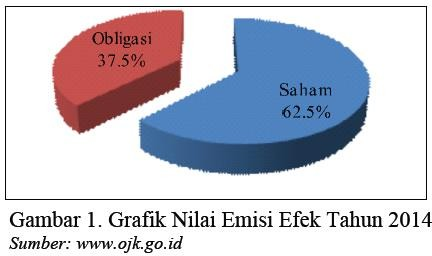 Obligasi
37.5%
Saham
62.5%
Gambar 1. Grafik Nilai Emisi Efek Tahun 2014
Sumber: www.ojk.go.id